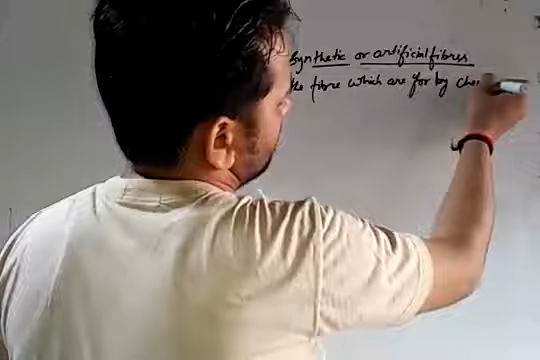 Synthetic or artificial fibres
the fibre which are for by che